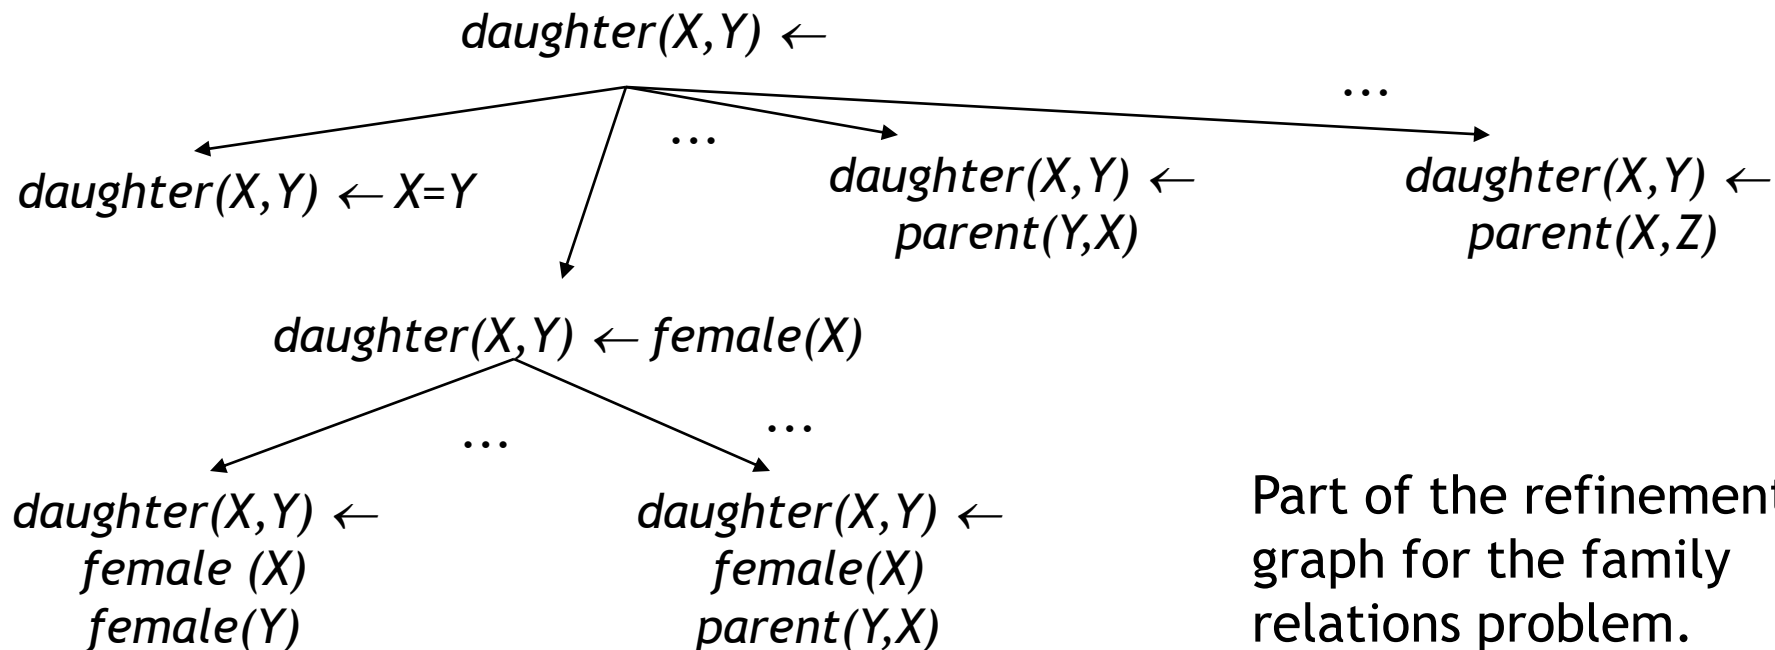 daughter(X,Y) ←
...
...
daughter(X,Y) ← X=Y
daughter(X,Y) ←
parent(Y,X)
daughter(X,Y) ←
parent(X,Z)
daughter(X,Y) ← female(X)
...
...
daughter(X,Y) ←
female (X)
female(Y)
daughter(X,Y) ←
female(X)
parent(Y,X)
Part of the refinement
graph for the family
relations problem.